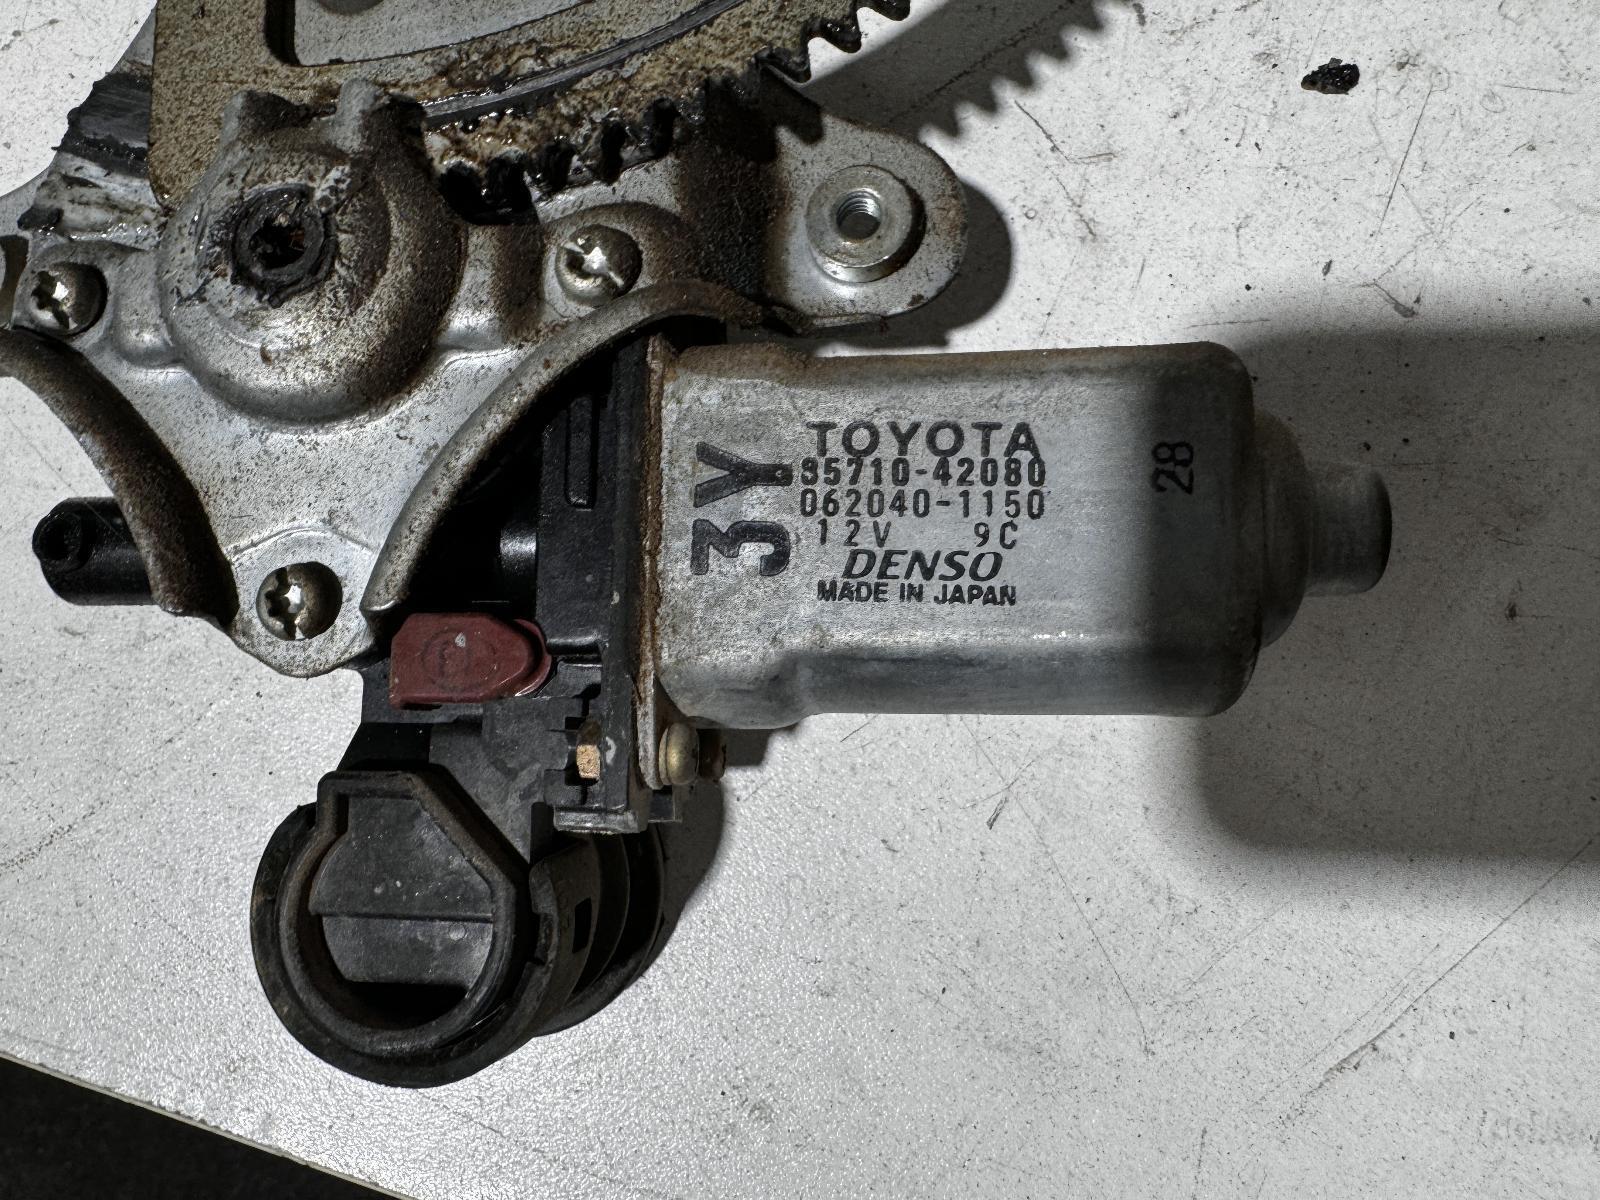 TOYOTA
85710-42080
062040-1150
12V 9C
DENSO
MADE IN JAPAN
3Y
28